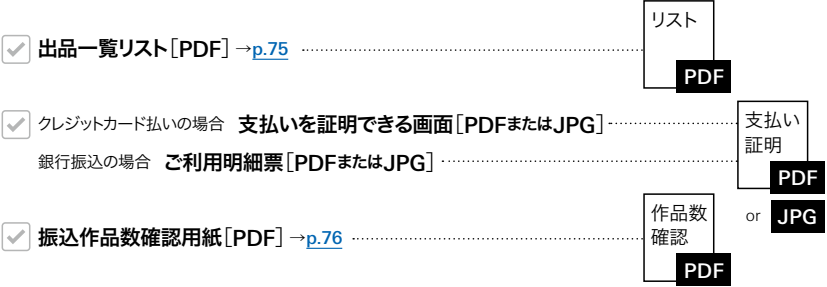 リスト
出品一覧リスト［PDF］→p.75
PDF
クレジットカード払いの場合 支払いを証明できる画面［PDFまたはJPG］
支払い
証明
銀行振込の場合 ご利用明細票［PDFまたはJPG］
PDF
or JPG
作品数
確認
振込作品数確認用紙［PDF］→p.76
PDF